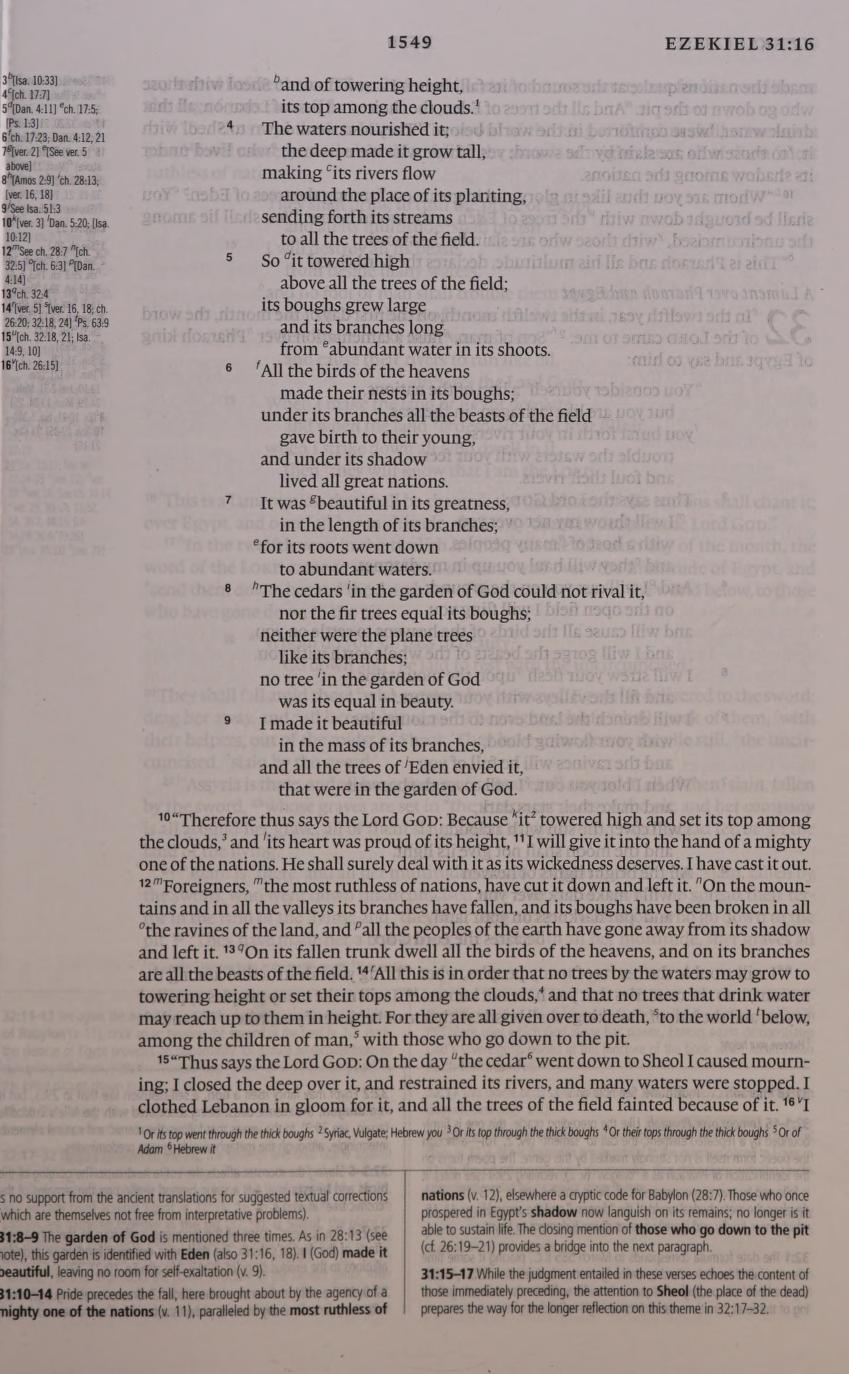 1549
EZEKIEL 31:16
3 h[Isa. 10:33]
4 c[ch. 17:7]
5 d[Dan. 4:11] e ch. 17:5;
[Ps. 1:3]
6 f ch. 17:23; Dan. 4:12, 21
7 g[ver. 2] e[See ver. 5
above]
8 h[Amos 2:9] i ch. 28:13;
[ver. 16, 18]
9 j See Isa. 51:3
10 k[ver. 3] l Dan. 5:20; [Isa.
10:12]
12 m See ch. 28:7 n[ch.
32:5] o[ch. 6:3] p[Dan.
4:14]
13 q ch. 32:4
14 r[ver. 5] s[ver. 16, 18; ch.
26:20; 32:18, 24] t Ps. 63:9
15 u[ch. 32:18, 21; Isa.
14:9, 10]
16 v[ch. 26:15]
b and of towering height,
its top among the clouds.1
4 The waters nourished it;
the deep made it grow tall,
making c its rivers flow
around the place of its planting,
sending forth its streams
to all the trees of the field.
5 So d it towered high
above all the trees of the field;
its boughs grew large
and its branches long
from e abundant water in its shoots.
6 f All the birds of the heavens
made their nests in its boughs;
under its branches all the beasts of the field
gave birth to their young,
and under its shadow
lived all great nations.
7 It was g beautiful in its greatness,
in the length of its branches;
e for its roots went down
to abundant waters.
8 h The cedars i in the garden of God could not rival it,
nor the fir trees equal its boughs;
neither were the plane trees
like its branches;
no tree i in the garden of God
was its equal in beauty.
9 I made it beautiful
in the mass of its branches,
and all the trees of j Eden envied it,
that were in the garden of God.
10 “Therefore thus says the Lord GOD: Because k it2 towered high and set its top among
the clouds,3 and l its heart was proud of its height, 11 I will give it into the hand of a mighty
one of the nations. He shall surely deal with it as its wickedness deserves. I have cast it out.
12 m Foreigners, m the most ruthless of nations, have cut it down and left it. n On the moun-
tains and in all the valleys its branches have fallen, and its boughs have been broken in all
o the ravines of the land, and p all the peoples of the earth have gone away from its shadow
and left it. 13 q On its fallen trunk dwell all the birds of the heavens, and on its branches
are all the beasts of the field. 14 r All this is in order that no trees by the waters may grow to
towering height or set their tops among the clouds,4 and that no trees that drink water
may reach up to them in height. For they are all given over to death, s to the world t below,
among the children of man,5 with those who go down to the pit.
15 “Thus says the Lord GOD: On the day u the cedar6 went down to Sheol I caused mourn-
ing; I closed the deep over it, and restrained its rivers, and many waters were stopped. I
clothed Lebanon in gloom for it, and all the trees of the field fainted because of it. 16 v I
1 Or its top went through the thick boughs 2 Syriac, Vulgate; Hebrew you 3 Or its top through the thick boughs 4 Or their tops through the thick boughs 5 Or of
Adam 6 Hebrew it
s no support from the ancient translations for suggested textual corrections
which are themselves not free from interpretative problems).
31:8–9 The garden of God is mentioned three times. As in 28:13 (see
note), this garden is identified with Eden (also 31:16, 18). I (God) made it
beautiful, leaving no room for self-exaltation (v. 9).
31:10–14 Pride precedes the fall, here brought about by the agency of a
mighty one of the nations (v. 11), paralleled by the most ruthless of
nations (v. 12), elsewhere a cryptic code for Babylon (28:7). Those who once
prospered in Egypt's shadow now languish on its remains; no longer is it
able to sustain life. The closing mention of those who go down to the pit
(cf. 26:19–21) provides a bridge into the next paragraph.
31:15–17 While the judgment entailed in these verses echoes the content of
those immediately preceding, the attention to Sheol (the place of the dead)
prepares the way for the longer reflection on this theme in 32:17–32.